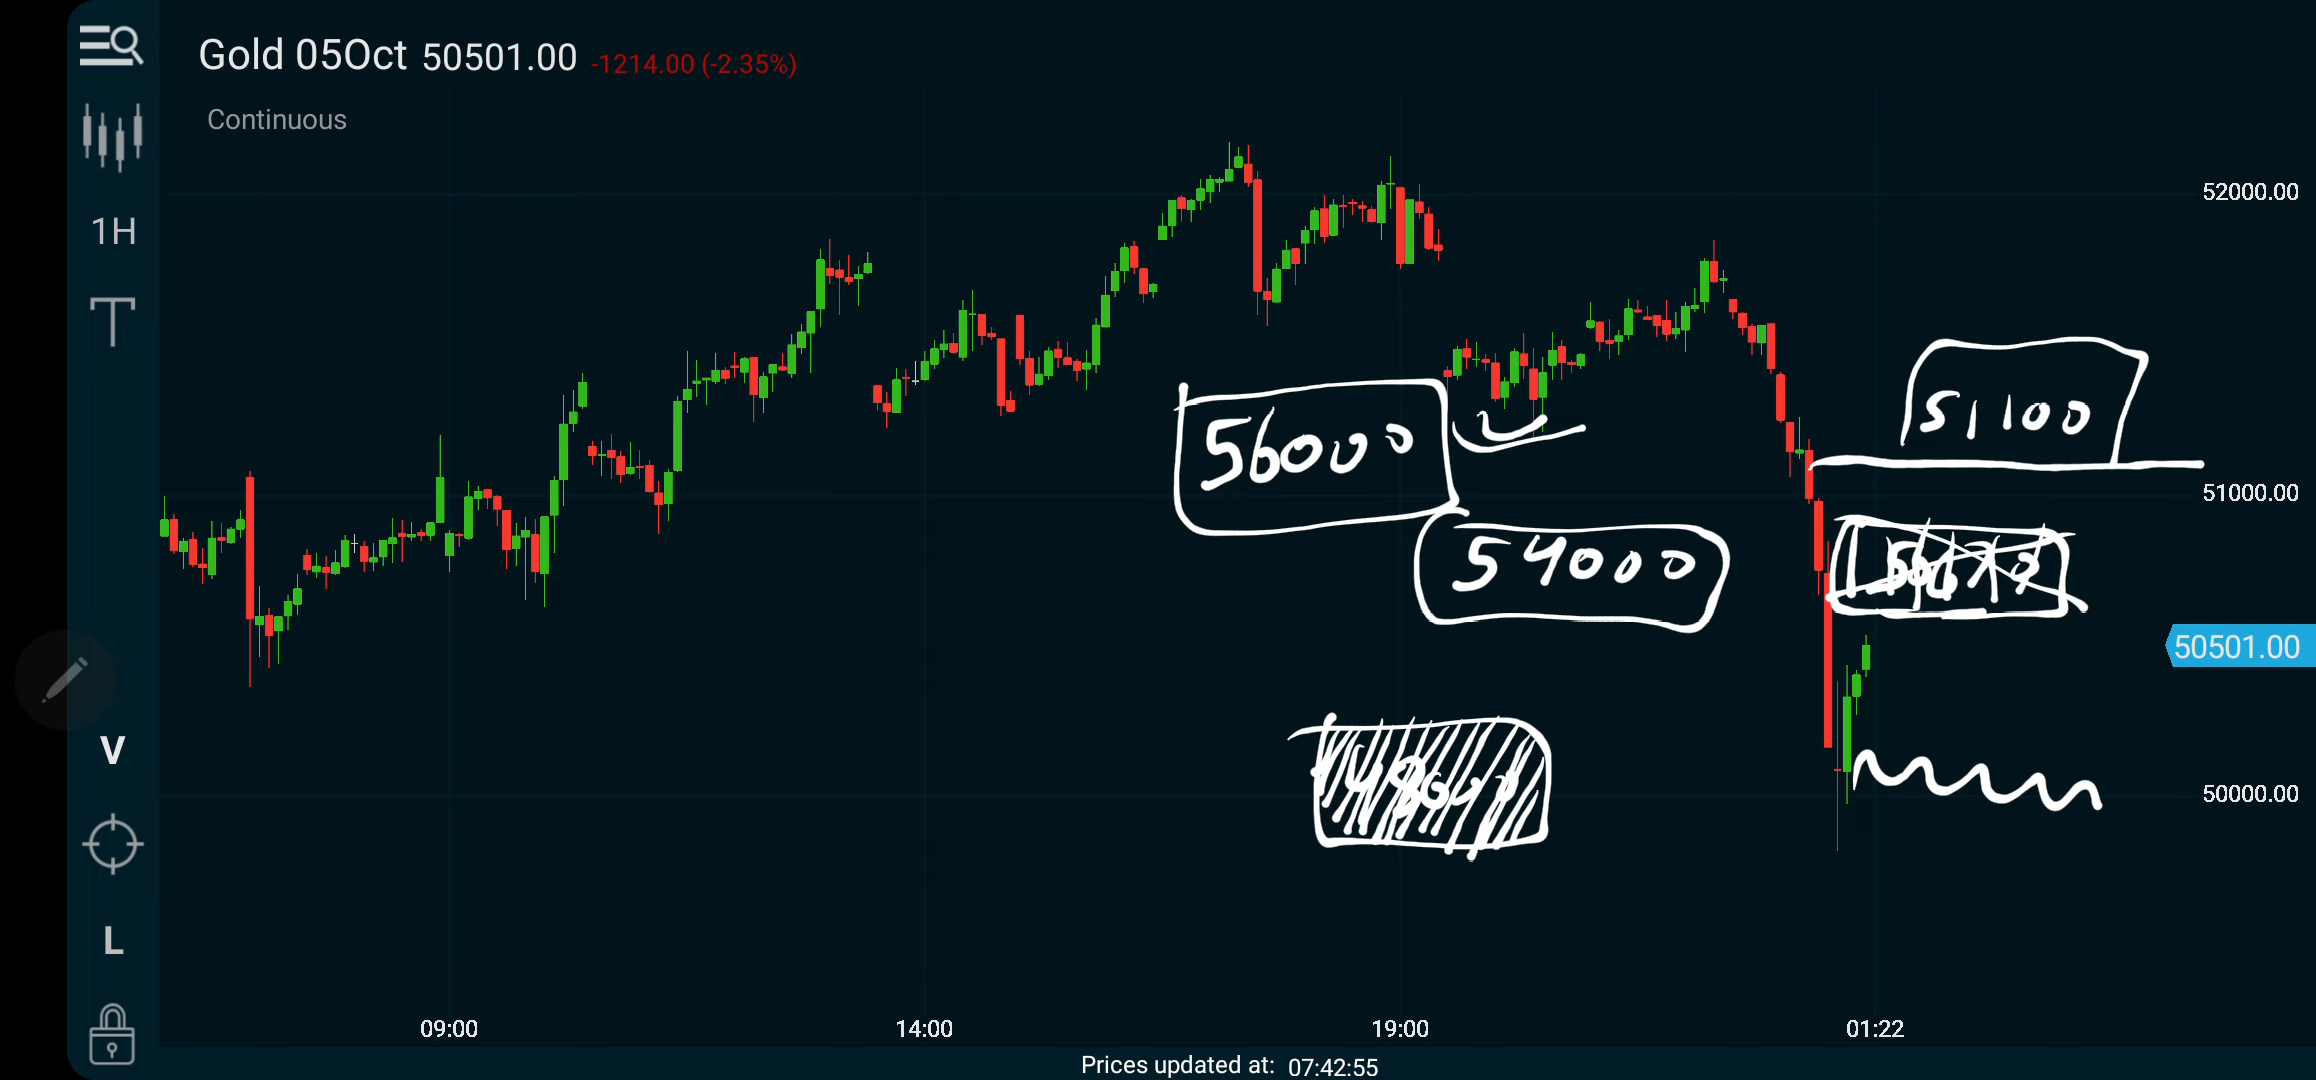 Gold 05Oct 50501.00 -1214.00 (-2.35%)
Continuous
1H
T
V
L
52000.00
51100
51000.00
56000
54000
50501.00
50000.00
09:00 14:00 19:00 01:22
Prices updated at: 07:42:55